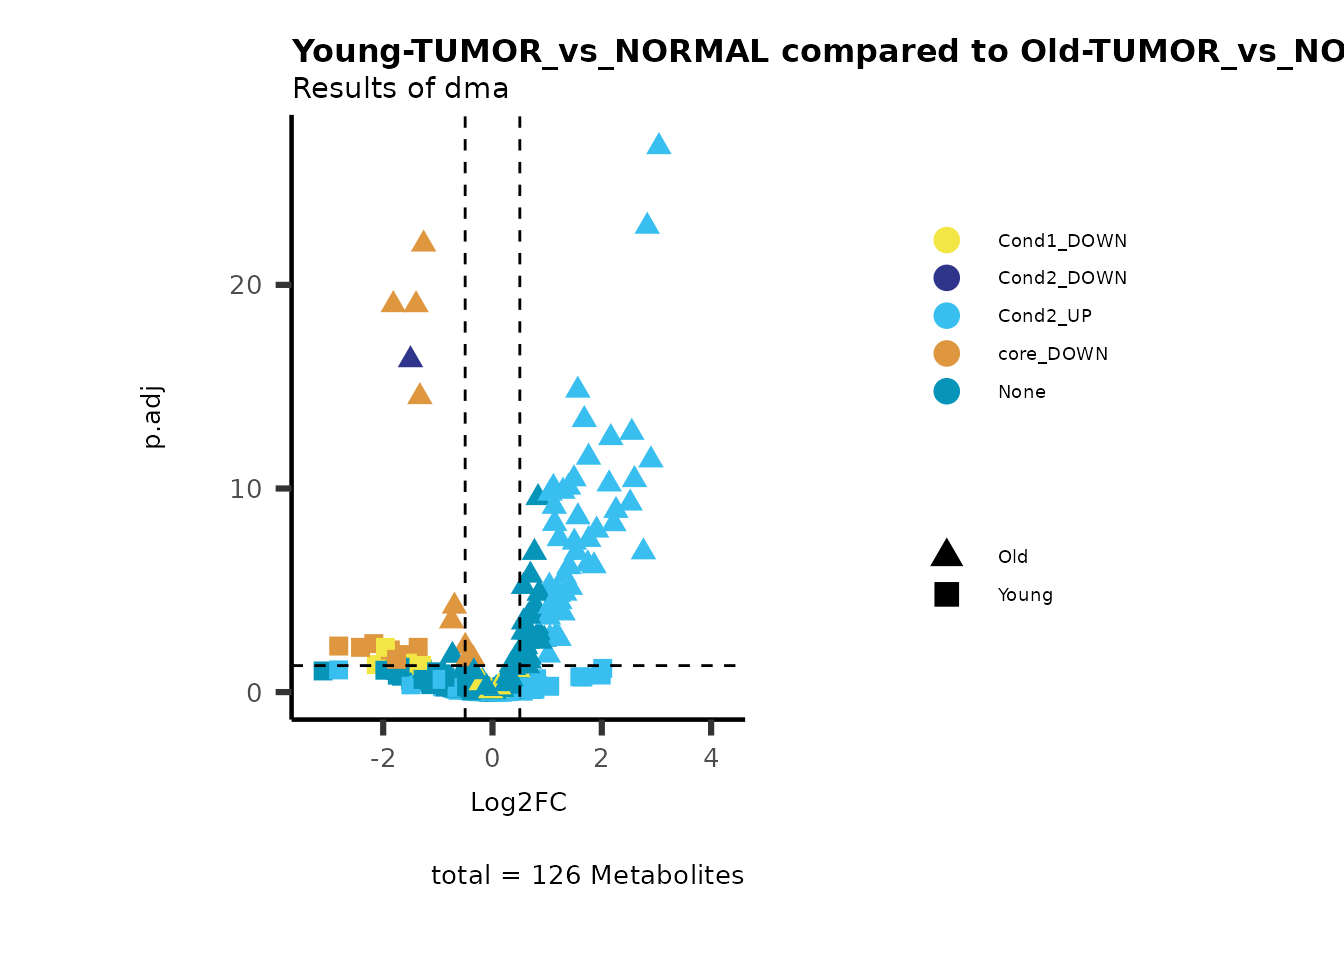 Young-TUMOR_vs_NORMAL compared to Old-TUMOR_vs_NO
Results of dma
20
10
0
p.adj
-2 0 2 4
Log2FC
total = 126 Metabolites
Cond1_DOWN
Cond2_DOWN
Cond2_UP
core_DOWN
None
Old
Young